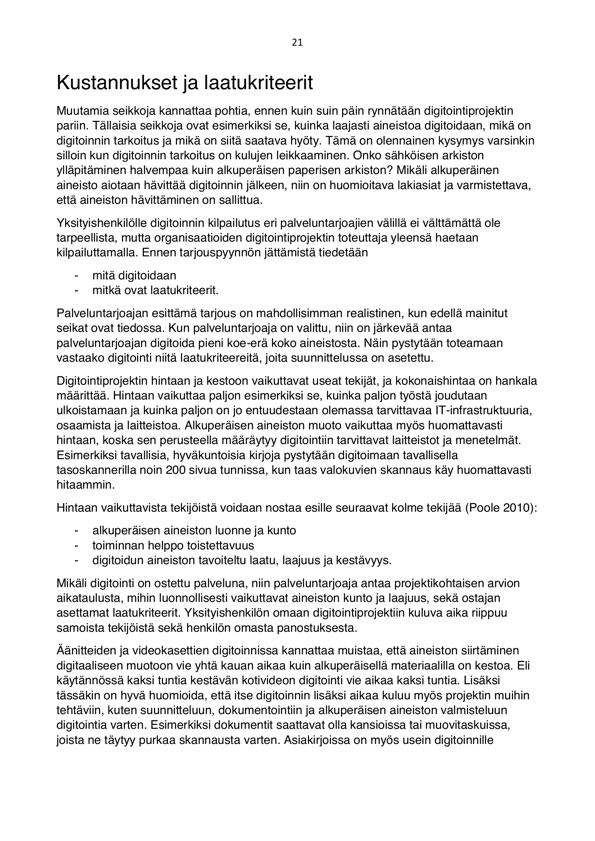 21
Kustannukset ja laatukriteerit
Muutamia seikkoja kannattaa pohtia, ennen kuin suin päin rynnätään digitointiprojektin
pariin. Tällaisia seikkoja ovat esimerkiksi se, kuinka laajasti aineistoa digitoidaan, mikä on
digitoinnin tarkoitus ja mikä on siitä saatava hyöty. Tämä on olennainen kysymys varsinkin
silloin kun digitoinnin tarkoitus on kulujen leikkaaminen. Onko sähköisen arkiston
ylläpitäminen halvempaa kuin alkuperäisen paperisen arkiston? Mikäli alkuperäinen
aineisto aiotaan hävittää digitoinnin jälkeen, niin on huomioitava lakiasiat ja varmistettava,
että aineiston hävittäminen on sallittua.
Yksityishenkilölle digitoinnin kilpailutus eri palveluntarjoajien välillä ei välttämättä ole
tarpeellista, mutta organisaatioiden digitointiprojektin toteuttaja yleensä haetaan
kilpailuttamalla. Ennen tarjouspyynnön jättämistä tiedetään
- mitä digitoidaan
- mitkä ovat laatukriteerit.
Palveluntarjoajan esittämä tarjous on mahdollisimman realistinen, kun edellä mainitut
seikat ovat tiedossa. Kun palveluntarjoaja on valittu, niin on järkevää antaa
palveluntarjoajan digitoida pieni koe-erä koko aineistosta. Näin pystytään toteamaan
vastaako digitointi niitä laatukriteereitä, joita suunnittelussa on asetettu.
Digitointiprojektin hintaan ja kestoon vaikuttavat useat tekijät, ja kokonaishintaa on hankala
määrittää. Hintaan vaikuttaa paljon esimerkiksi se, kuinka paljon työstä joudutaan
ulkoistamaan ja kuinka paljon on jo entuudestaan olemassa tarvittavaa IT-infrastruktuuria,
osaamista ja laitteistoa. Alkuperäisen aineiston muoto vaikuttaa myös huomattavasti
hintaan, koska sen perusteella määräytyy digitointiin tarvittavat laitteistot ja menetelmät.
Esimerkiksi tavallisia, hyväkuntoisia kirjoja pystytään digitoimaan tavallisella
tasoskannerilla noin 200 sivua tunnissa, kun taas valokuvien skannaus käy huomattavasti
hitaammin.
Hintaan vaikuttavista tekijöistä voidaan nostaa esille seuraavat kolme tekijää (Poole 2010):
- alkuperäisen aineiston luonne ja kunto
- toiminnan helppo toistettavuus
- digitoidun aineiston tavoiteltu laatu, laajuus ja kestävyys.
Mikäli digitointi on ostettu palveluna, niin palveluntarjoaja antaa projektikohtaisen arvion
aikataulusta, mihin luonnollisesti vaikuttavat aineiston kunto ja laajuus, sekä ostajan
asettamat laatukriteerit. Yksityishenkilön omaan digitointiprojektiin kuluva aika riippuu
samoista tekijöistä sekä henkilön omasta panostuksesta.
Äänitteiden ja videokasettien digitoinnissa kannattaa muistaa, että aineiston siirtäminen
digitaaliseen muotoon vie yhtä kauan aikaa kuin alkuperäisellä materiaalilla on kestoa. Eli
käytännössä kaksi tuntia kestävän kotivideon digitointi vie aikaa kaksi tuntia. Lisäksi
tässäkin on hyvä huomioida, että itse digitoinnin lisäksi aikaa kuluu myös projektin muihin
tehtäviin, kuten suunnitteluun, dokumentointiin ja alkuperäisen aineiston valmisteluun
digitointia varten. Esimerkiksi dokumentit saattavat olla kansioissa tai muovitaskuissa,
joista ne täytyy purkaa skannausta varten. Asiakirjoissa on myös usein digitoinnille